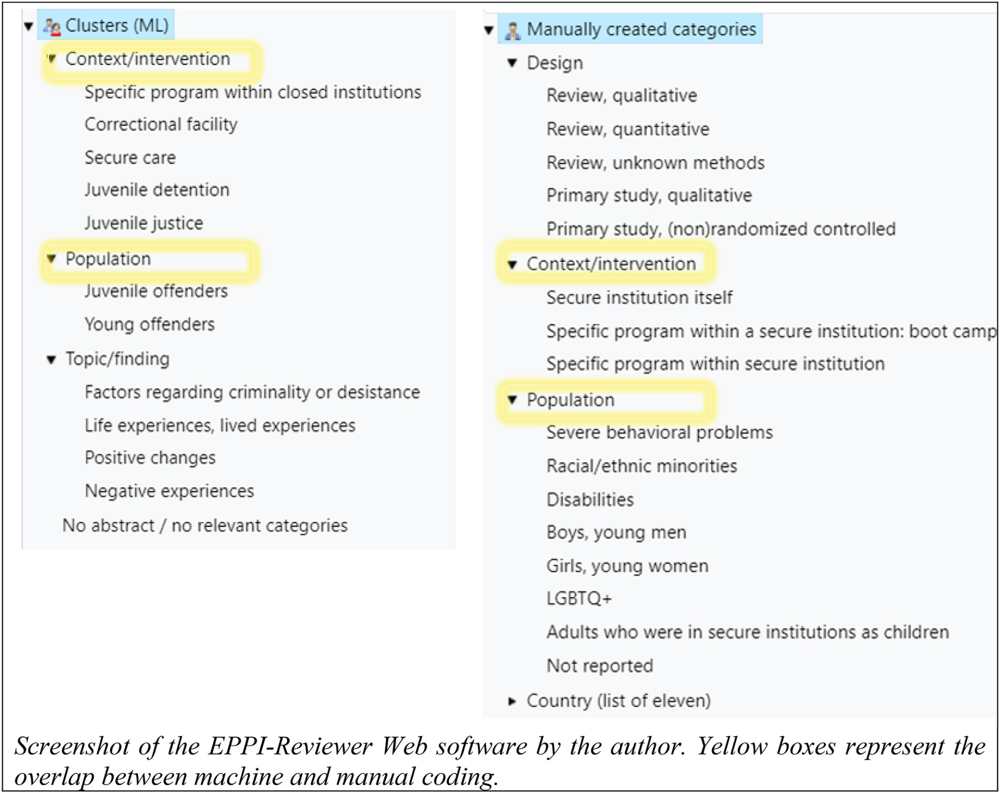 Clusters (ML)
Context/intervention
Specific program within closed institutions
Correctional facility
Secure care
Juvenile detention
Juvenile justice
Population
Juvenile offenders
Young offenders
Topic/finding
Factors regarding criminality or desistance
Life experiences, lived experiences
Positive changes
Negative experiences
No abstract / no relevant categories
Manually created categories
Design
Review, qualitative
Review, quantitative
Review, unknown methods
Primary study, qualitative
Primary study, (non)randomized controlled
Context/intervention
Secure institution itself
Specific program within a secure institution: boot camp
Specific program within secure institution
Population
Severe behavioral problems
Racial/ethnic minorities
Disabilities
Boys, young men
Girls, young women
LGBTQ+
Adults who were in secure institutions as children
Not reported
Country (list of eleven)
Screenshot of the EPPI-Reviewer Web software by the author. Yellow boxes represent the
overlap between machine and manual coding.